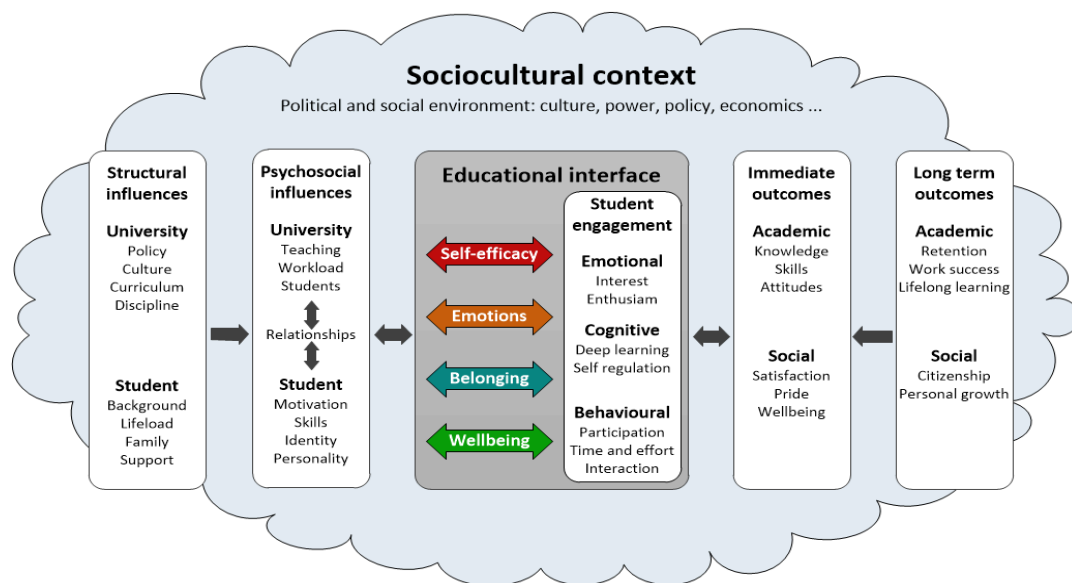 Sociocultural context
Political and social environment: culture, power, policy, economics ...
Structural
influences
University
Policy
Culture
Curriculum
Discipline
Student
Background
Lifeload
Family
Support
Psychosocial
influences
University
Teaching
Workload
Students
Relationships
Student
Motivation
Skills
Identity
Personality
Educational interface
Self-efficacy
Emotions
Belonging
Wellbeing
Student
engagement
Emotional
Interest
Enthusiam
Cognitive
Deep learning
Self regulation
Behavioural
Participation
Time and effort
Interaction
Immediate
outcomes
Academic
Knowledge
Skills
Attitudes
Social
Satisfaction
Pride
Wellbeing
Long term
outcomes
Academic
Retention
Work success
Lifelong learning
Social
Citizenship
Personal growth